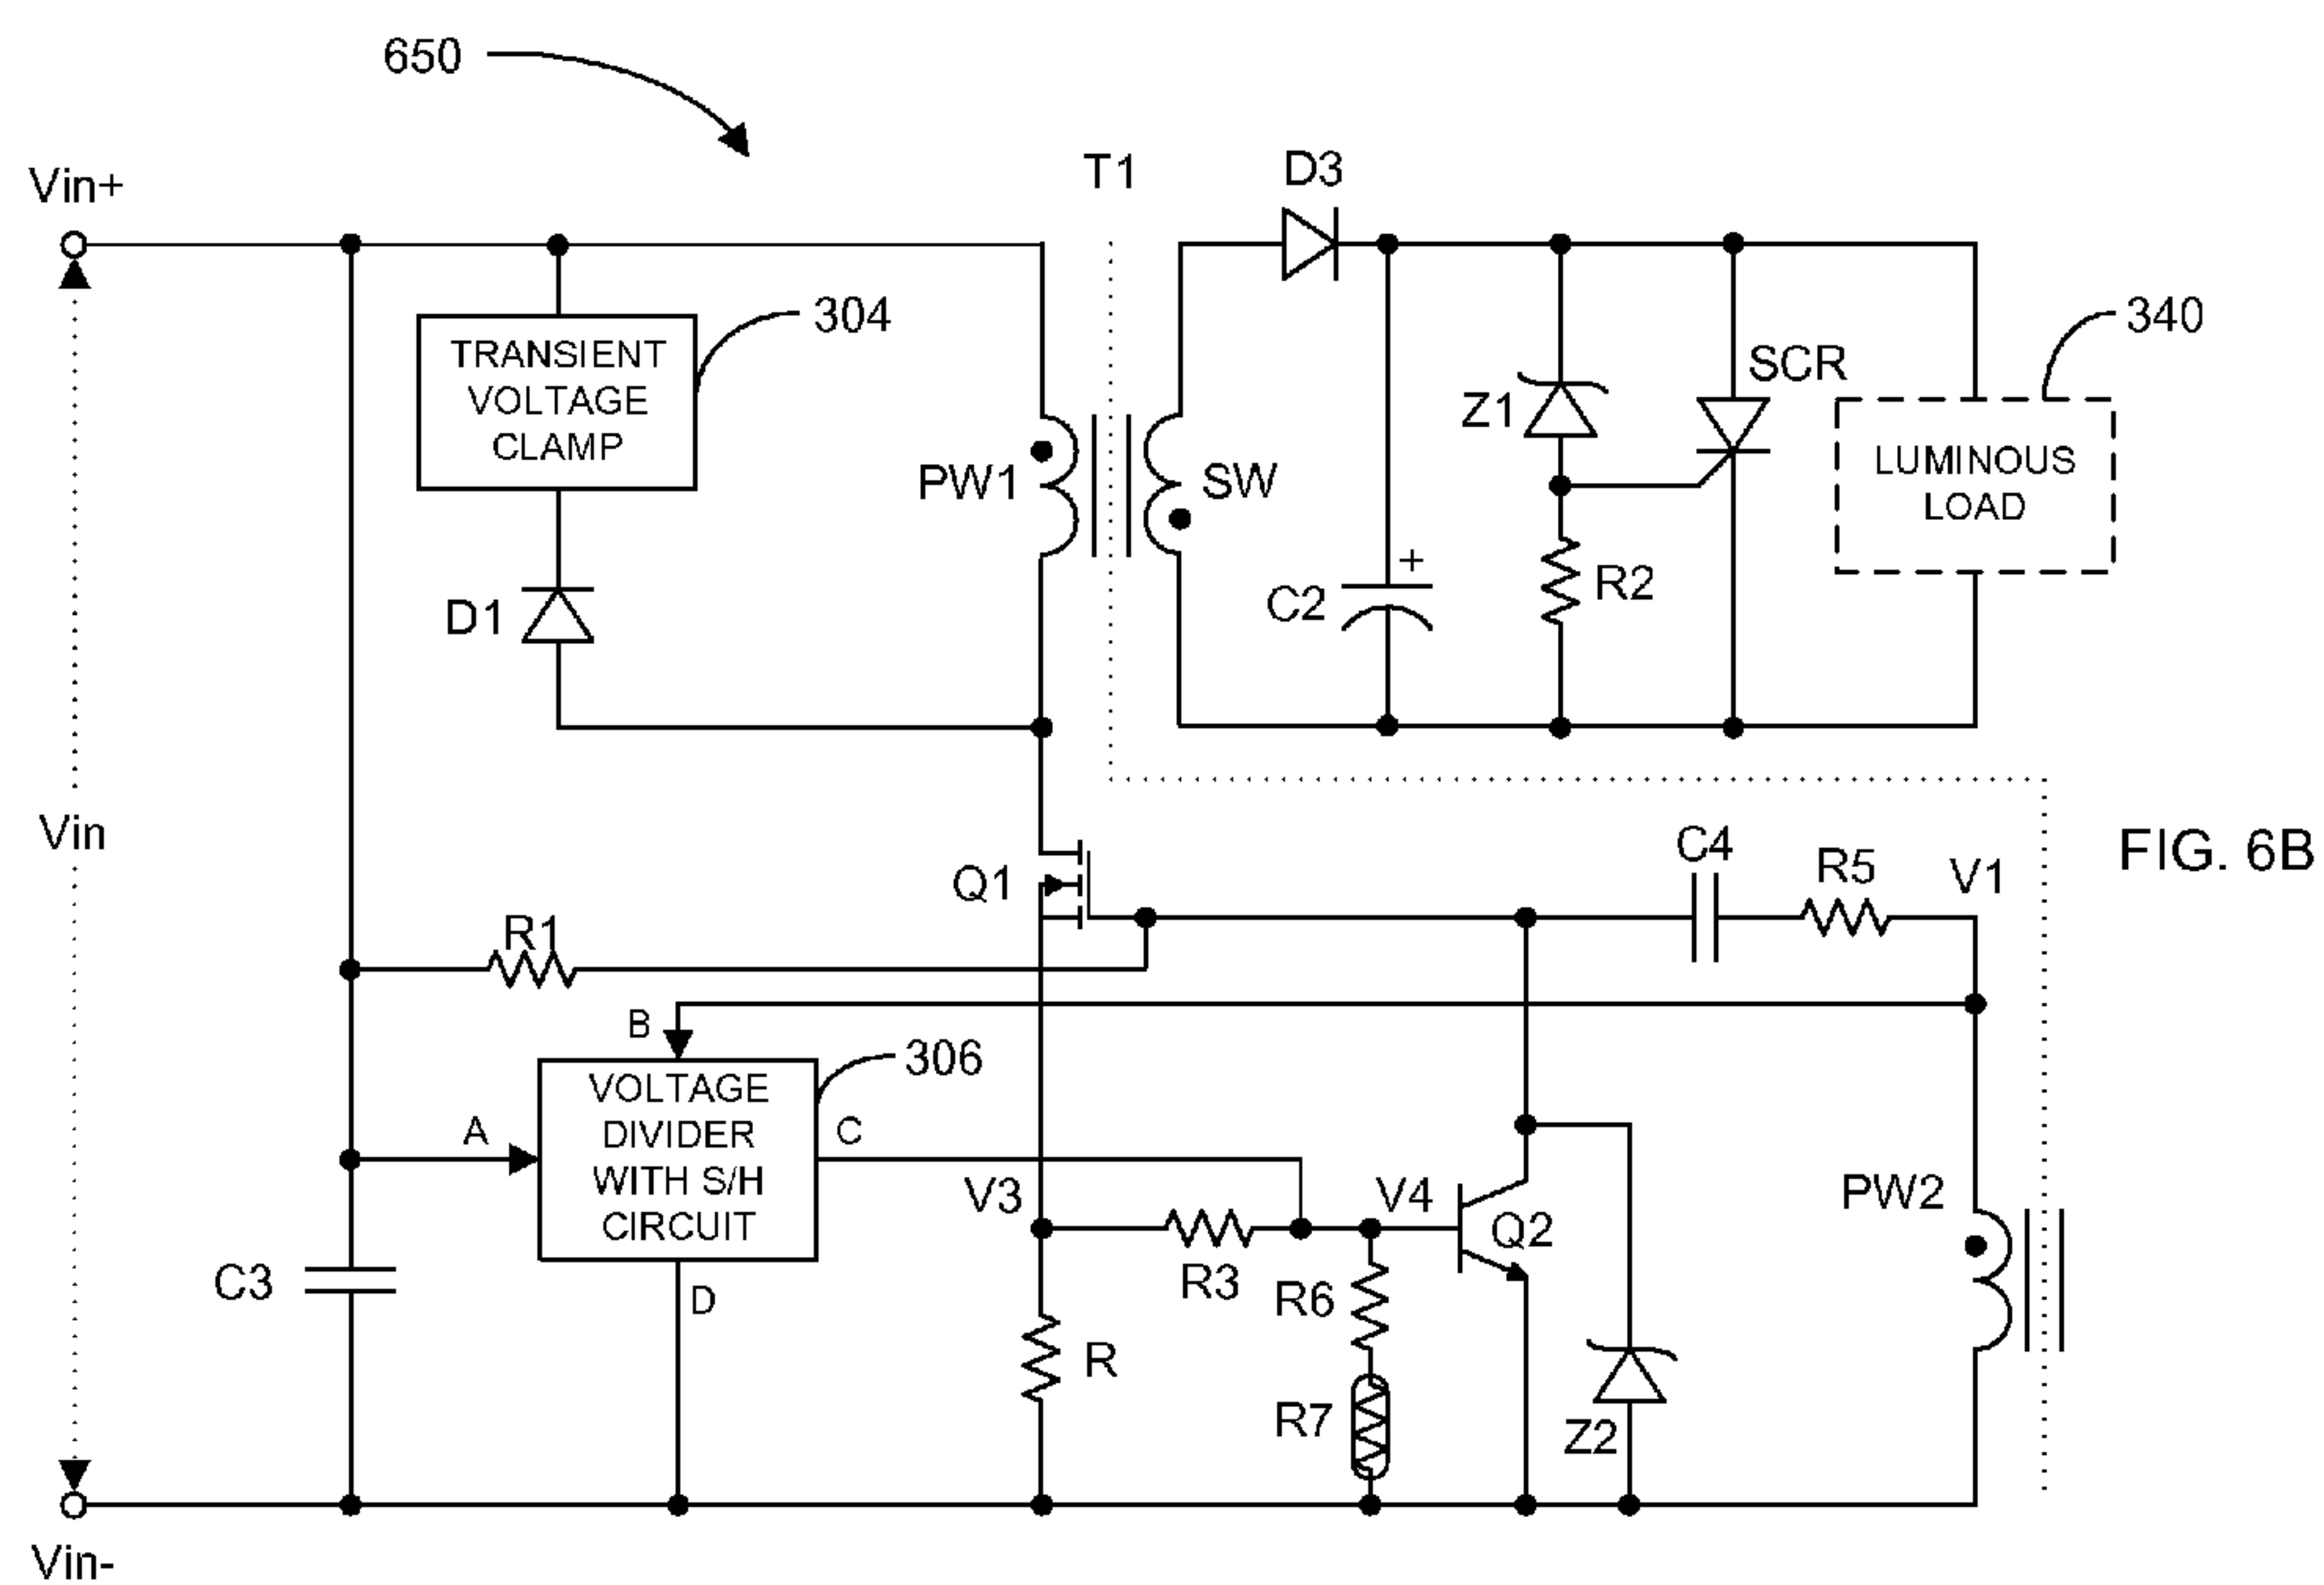 650
Vin+
T1
D3
304
TRANSIENT
VOLTAGE
CLAMP
340
SCR
Z1
PW1
SW
LUMINOUS
LOAD
+
C2
R2
D1
Vin
C4
R5
V1
FIG. 6B
Q1
R1
B
306
VOLTAGE
DIVIDER
WITH S/H
CIRCUIT
A
C
V3
V4
PW2
Q2
R3
C3
D
R6
R
R7
Z2
Vin-